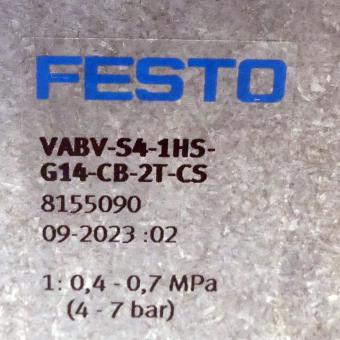 FESTO
VABV-S4-1HS-
G14-CB-2T-CS
8155090
09-2023 :02
1: 0,4 - 0,7 MPa
(4 - 7 bar)